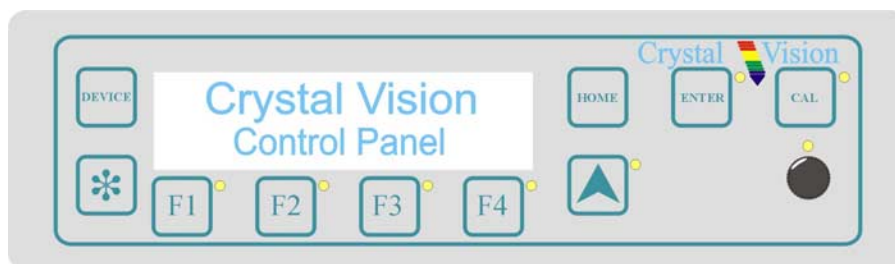 Crystal Vision
DEVICE
Crystal Vision
Control Panel
HOME
ENTER
CAL
F1
F2
F3
F4